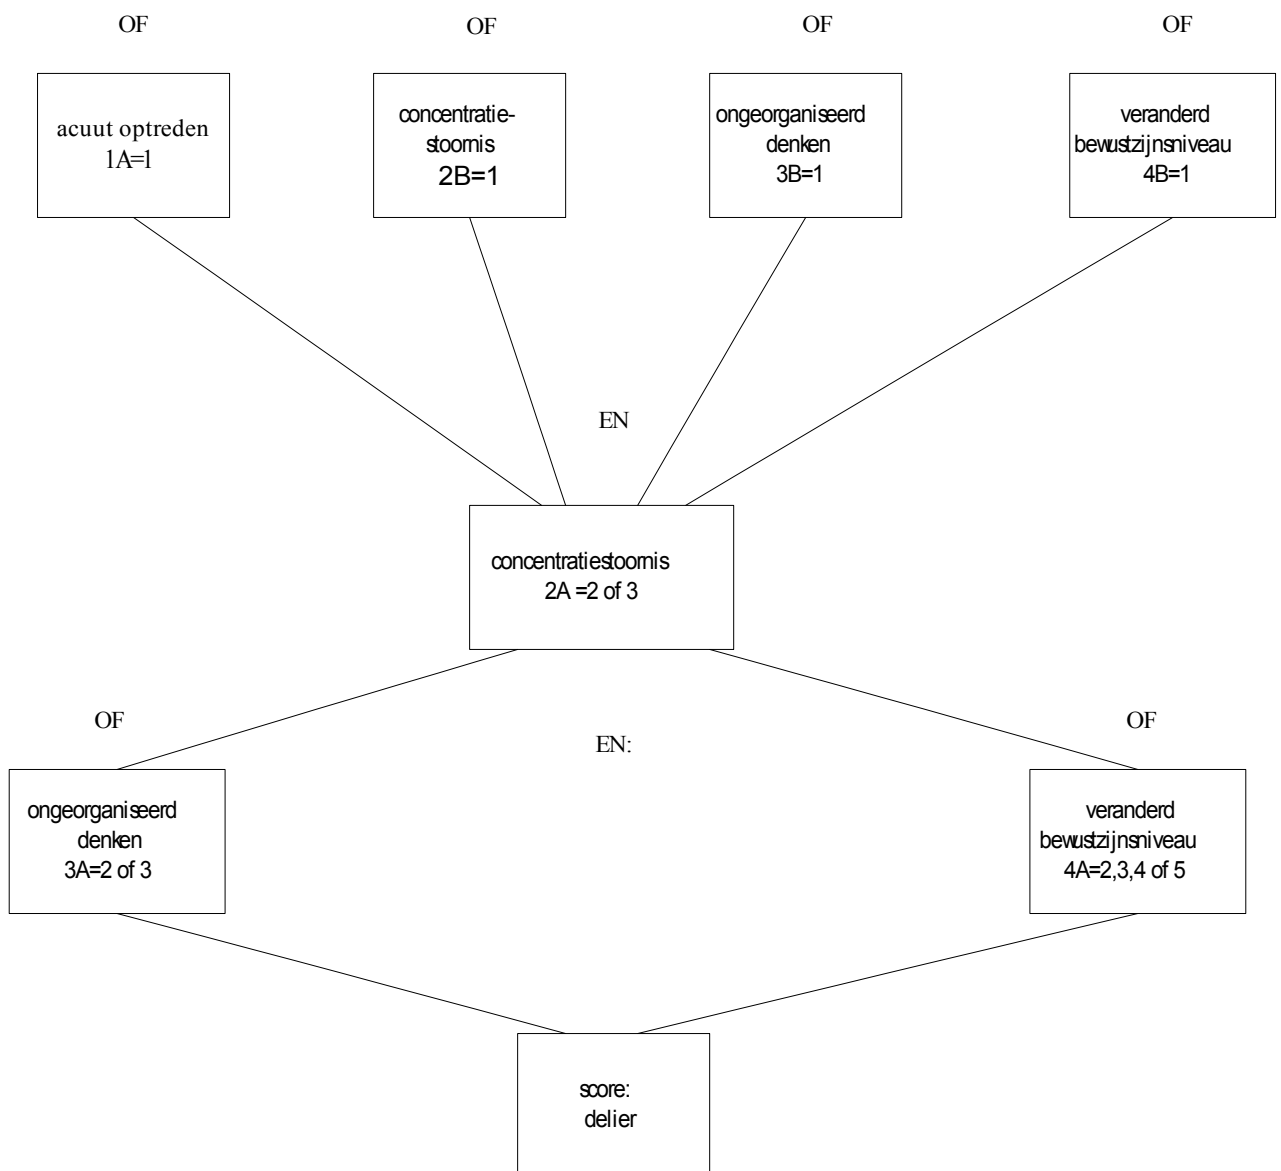 OF
OF
OF
OF
acuut optreden
1A=1
concentratie-
stoornis
2B=1
ongeorganiseerd
denken
3B=1
veranderd
bewustzijnsniveau
4B=1
EN
concentratiestoornis
2A =2 of 3
OF
EN:
OF
ongeorganiseerd
denken
3A=2 of 3
veranderd
bewustzijnsniveau
4A=2,3,4 of 5
score:
delier